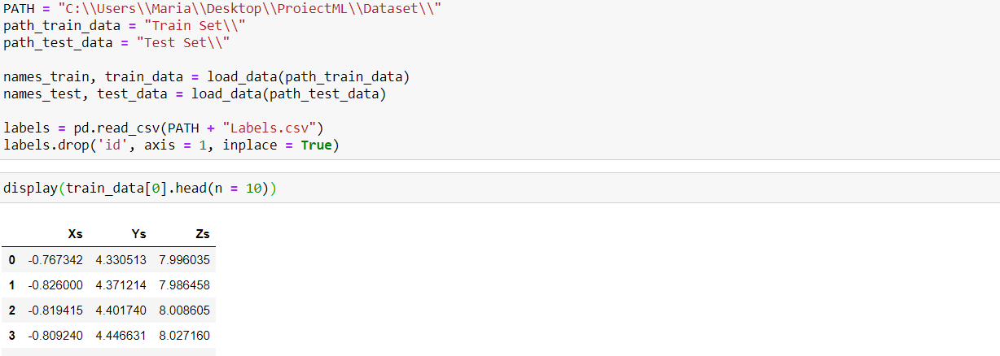 PATH = "C:\\Users\\Maria\\Desktop\\ProiectML\\Dataset\\"
path_train_data = "Train Set\\"
path_test_data = "Test Set\\"
names_train, train_data = load_data(path_train_data)
names_test, test_data = load_data(path_test_data)
labels = pd.read_csv(PATH + "Labels.csv")
labels.drop('id', axis = 1, inplace = True)
display(train_data[0].head(n = 10))
Xs Ys Zs
0 -0.767342 4.330513 7.996035
1 -0.826000 4.371214 7.986458
2 -0.819415 4.401740 8.008605
3 -0.809240 4.446631 8.027160